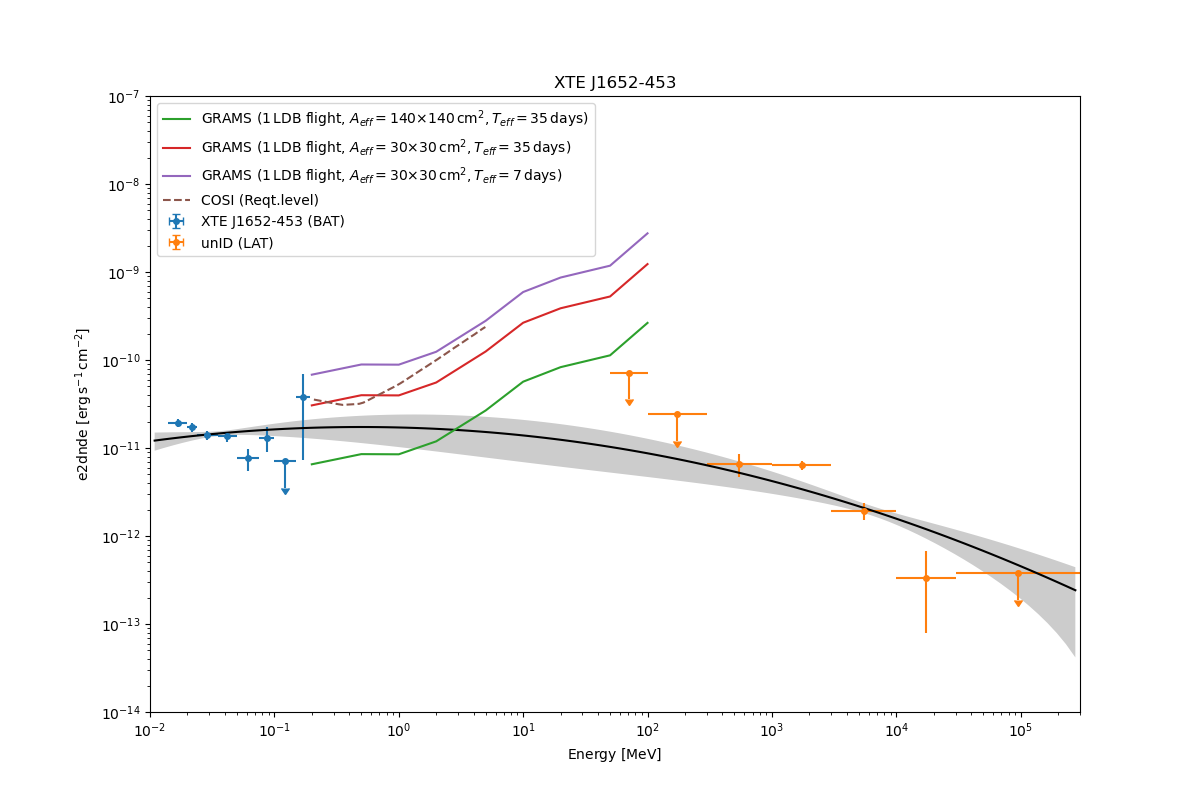 XTE J1652-453
GRAMS (1 LDB flight, A_eff = 140×140 cm², T_eff = 35 days)
GRAMS (1 LDB flight, A_eff = 30×30 cm², T_eff = 35 days)
GRAMS (1 LDB flight, A_eff = 30×30 cm², T_eff = 7 days)
COSI (Reqt.level)
XTE J1652-453 (BAT)
unID (LAT)
e2dnde [erg s⁻¹ cm⁻²]
10⁻⁷
10⁻⁸
10⁻⁹
10⁻¹⁰
10⁻¹¹
10⁻¹²
10⁻¹³
10⁻¹⁴
10⁻² 10⁻¹ 10⁰ 10¹ 10² 10³ 10⁴ 10⁵
Energy [MeV]